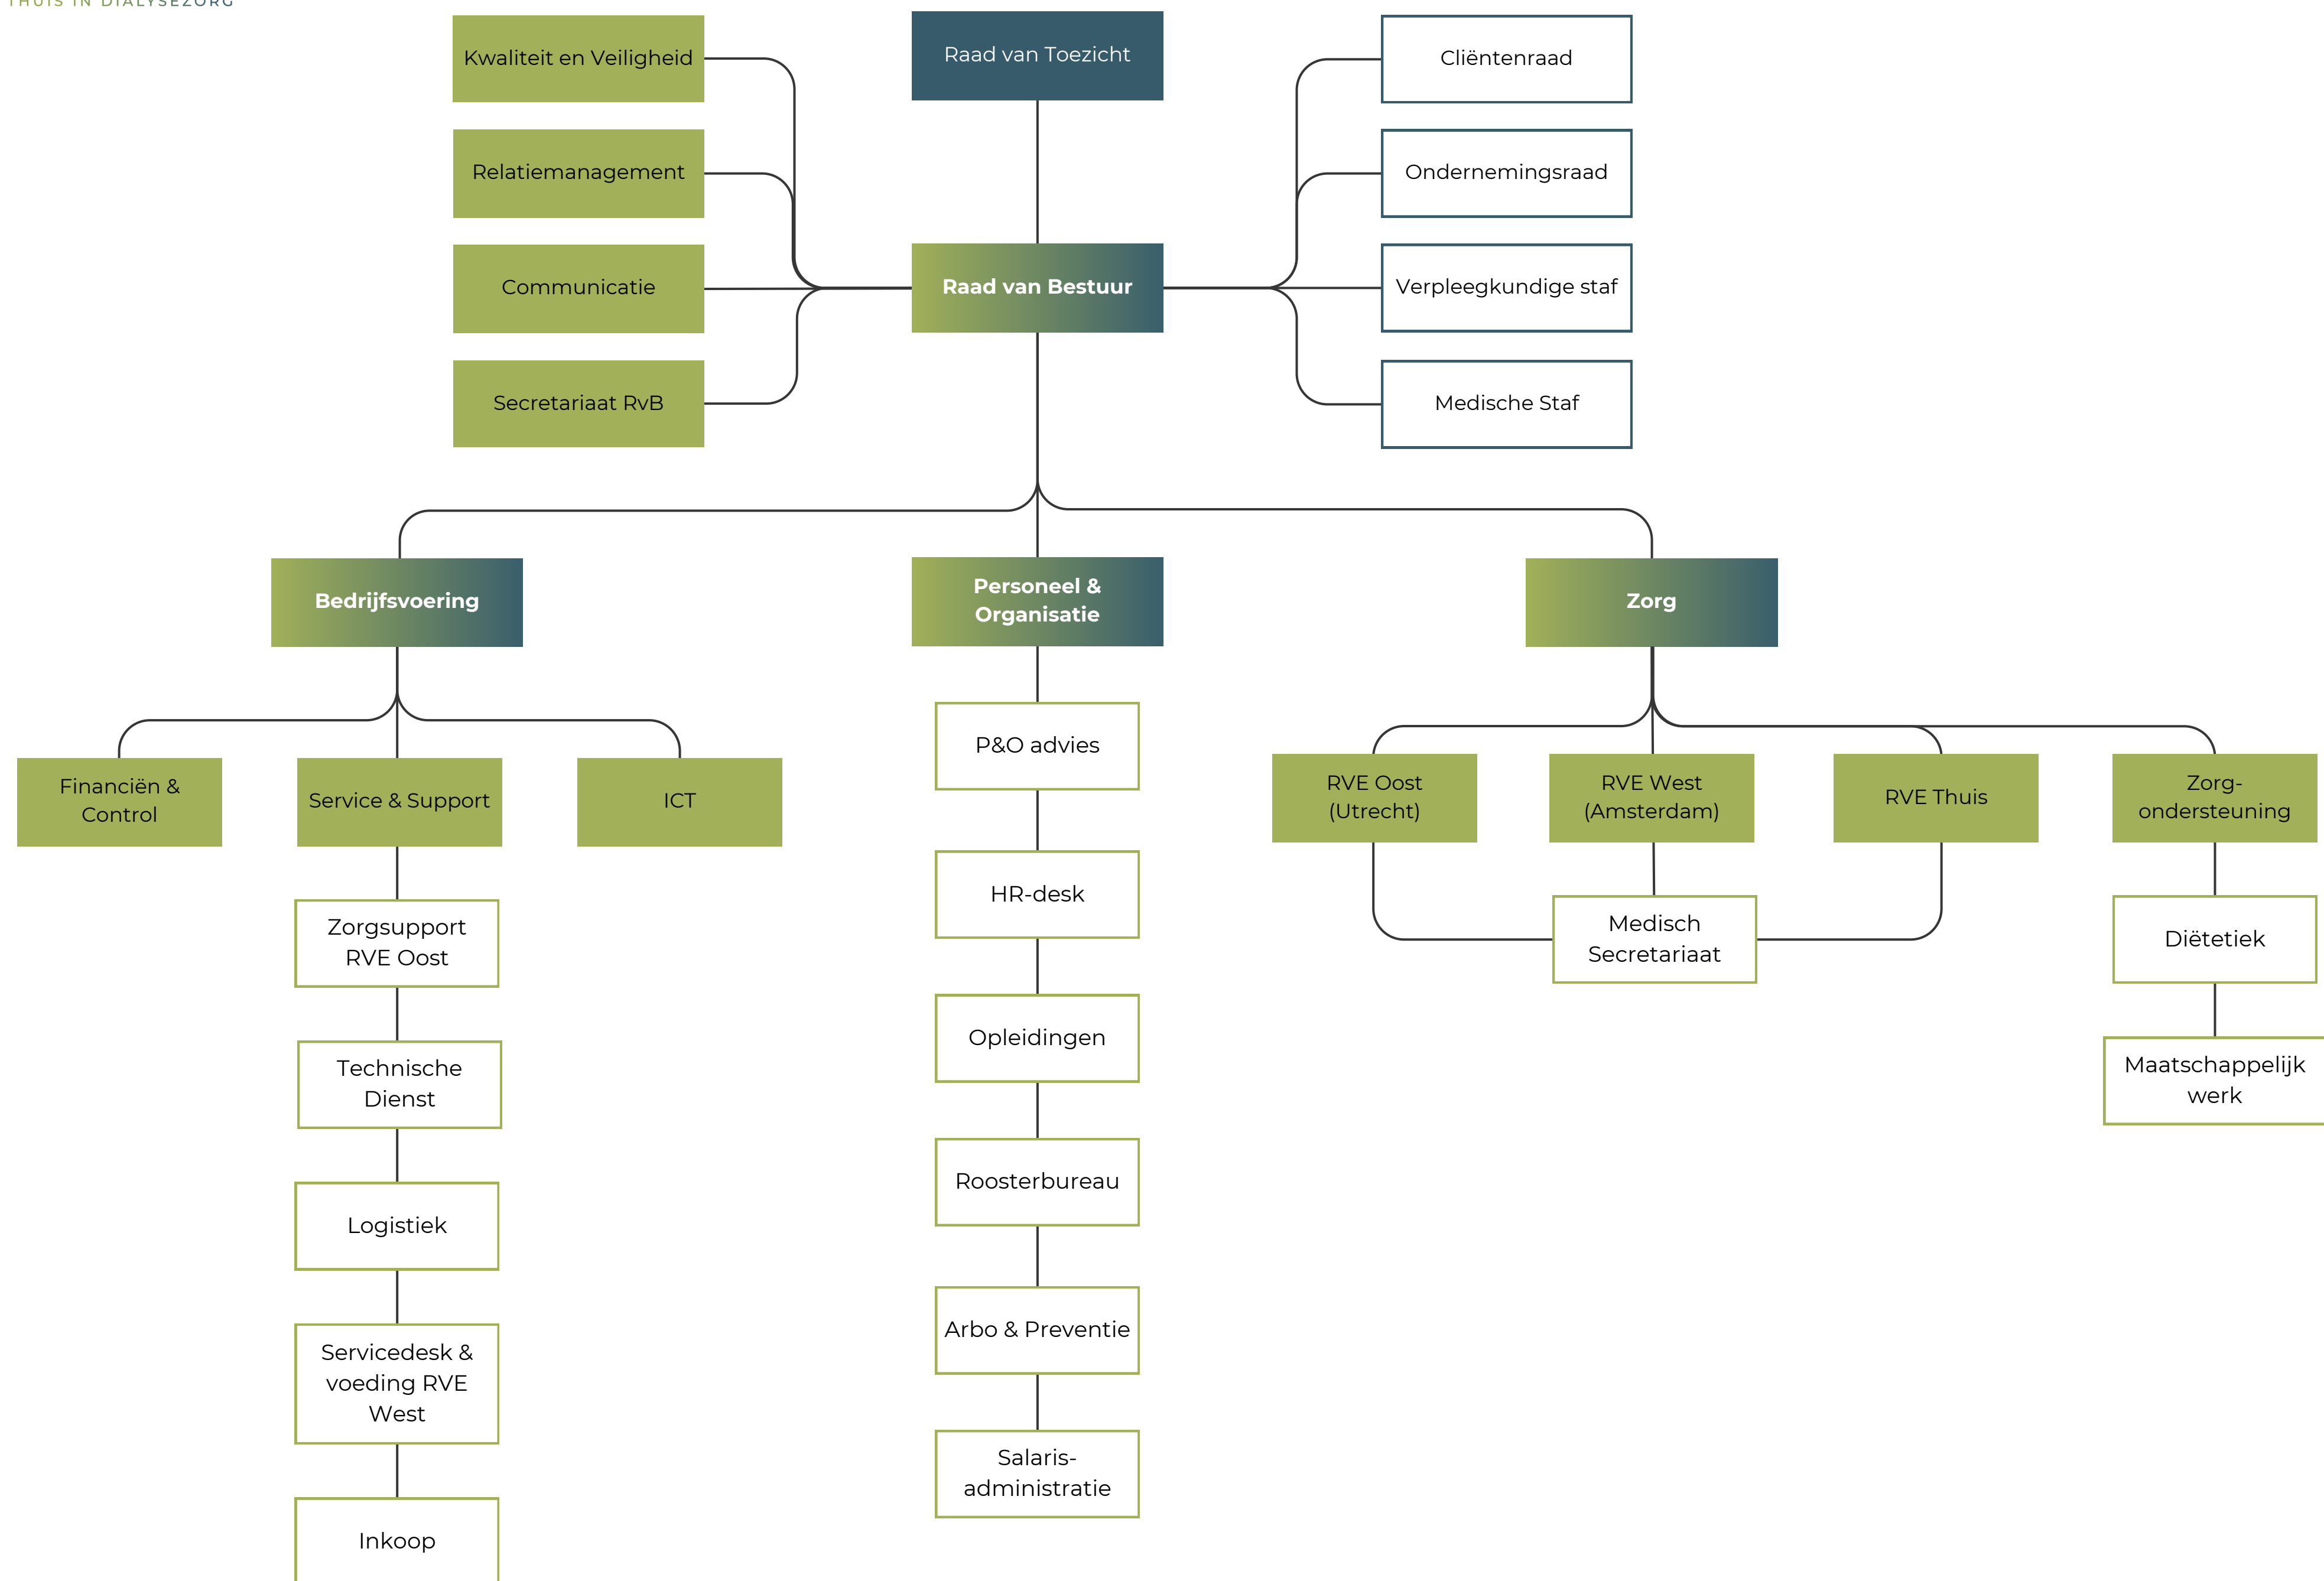 THUIS IN DIALYSEZORG
Kwaliteit en Veiligheid
Raad van Toezicht
Cliëntenraad
Relatiemanagement
Ondernemingsraad
Communicatie
Raad van Bestuur
Verpleegkundige staf
Secretariaat RvB
Medische Staf
Bedrijfsvoering
Personeel &
Organisatie
Zorg
Financiën &
Control
Service & Support
ICT
Zorgsupport
RVE Oost
Technische
Dienst
Logistiek
Servicedesk &
voeding RVE
West
Inkoop
P&O advies
HR-desk
Opleidingen
Roosterbureau
Arbo & Preventie
Salaris-
administratie
RVE Oost
(Utrecht)
RVE West
(Amsterdam)
RVE Thuis
Zorg-
ondersteuning
Medisch
Secretariaat
Diëtetiek
Maatschappelijk
werk